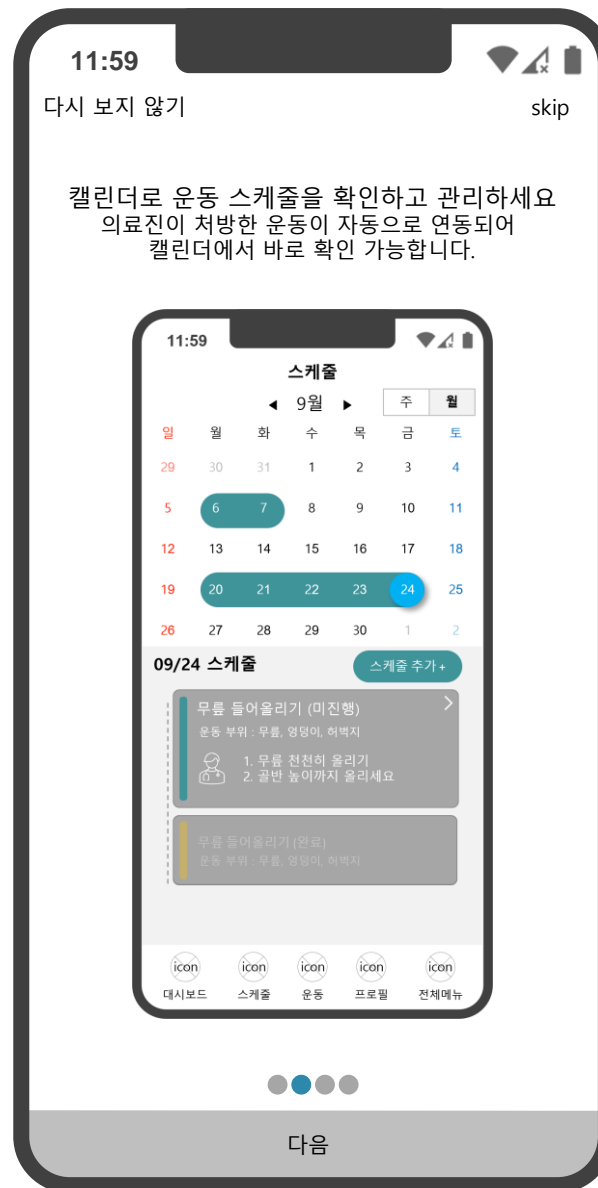 11:59
다시 보지 않기 skip
캘린더로 운동 스케줄을 확인하고 관리하세요
의료진이 처방한 운동이 자동으로 연동되어
캘린더에서 바로 확인 가능합니다.
11:59
스케줄
◀ 9월 ▶ 주 월
일 월 화 수 목 금 토
29 30 31 1 2 3 4
5 6 7 8 9 10 11
12 13 14 15 16 17 18
19 20 21 22 23 24 25
26 27 28 29 30 1 2
09/24 스케줄 스케줄 추가+
무릎 들어올리기 (미진행)
운동 부위 : 무릎, 엉덩이, 허벅지
1. 무릎 천천히 올리기
2. 골반 높이까지 올리세요
무릎 들어올리기 (완료)
운동 부위 : 무릎, 엉덩이, 허벅지
icon icon icon icon icon
대시보드 스케줄 운동 프로필 전체메뉴
다음